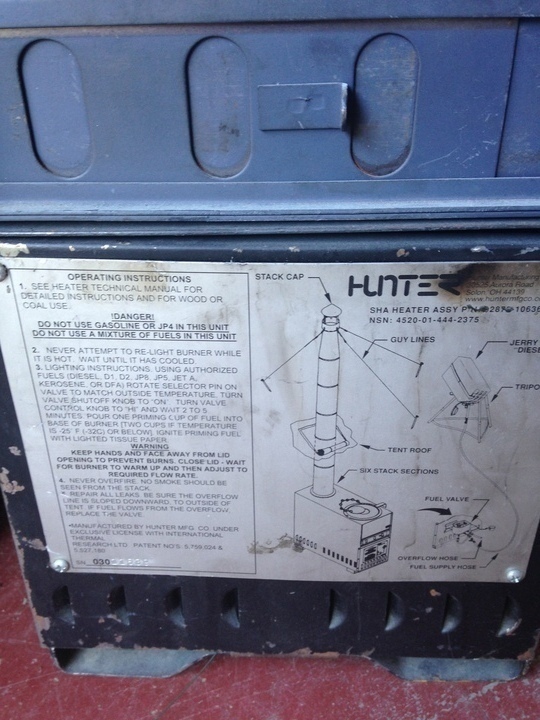 OPERATING INSTRUCTIONS
1. SEE HEATER TECHNICAL MANUAL FOR
DETAILED INSTRUCTIONS AND FOR WOOD OR
COAL USE.
!DANGER!
DO NOT USE GASOLINE OR JP4 IN THIS UNIT
DO NOT USE A MIXTURE OF FUELS IN THIS UNIT
2. NEVER ATTEMPT TO RE-LIGHT BURNER WHILE
IT IS HOT. WAIT UNTIL IT HAS COOLED.
3. LIGHTING INSTRUCTIONS: USING AUTHORIZED
FUELS (DIESEL, D1, D2, JP8, JP5, JET A,
KEROSENE, OR DFA) ROTATE SELECTOR PIN ON
VALVE TO MATCH OUTSIDE TEMPERATURE. TURN
VALVE SHUTOFF KNOB TO "ON". TURN VALVE
CONTROL KNOB TO "HI" AND WAIT 2 TO 5
MINUTES. POUR ONE PRIMING CUP OF FUEL INTO
BASE OF BURNER (TWO CUPS IF TEMPERATURE
IS -25° F (-32C) OR BELOW). IGNITE PRIMING FUEL
WITH LIGHTED TISSUE PAPER.
WARNING
KEEP HANDS AND FACE AWAY FROM LID
OPENING TO PREVENT BURNS. CLOSE LID - WAIT
FOR BURNER TO WARM UP AND THEN ADJUST TO
REQUIRED FLOW RATE.
4. NEVER OVERFIRE. NO SMOKE SHOULD BE
SEEN FROM THE STACK.
5. REPAIR ALL LEAKS. BE SURE THE OVERFLOW
LINE IS SLOPED DOWNWARD, TO OUTSIDE OF
TENT. IF FUEL FLOWS FROM THE OVERFLOW,
REPLACE THE VALVE.
MANUFACTURED BY HUNTER MFG. CO. UNDER
EXCLUSIVE LICENSE WITH INTERNATIONAL
THERMAL
RESEARCH LTD. PATENT NO'S. 3,759,024 &
5,527,180
SN 030
HUNTER
Manufacturing
Aurora Road
Solon, OH 44139
www.huntermfgco.c
SHA HEATER ASSY
NSN: 4520-01-444-2375
STACK CAP
GUY LINES
JERRY
DIESE
TRIPO
TENT ROOF
SIX STACK SECTIONS
FUEL VALVE
OVERFLOW HOSE
FUEL SUPPLY HOSE